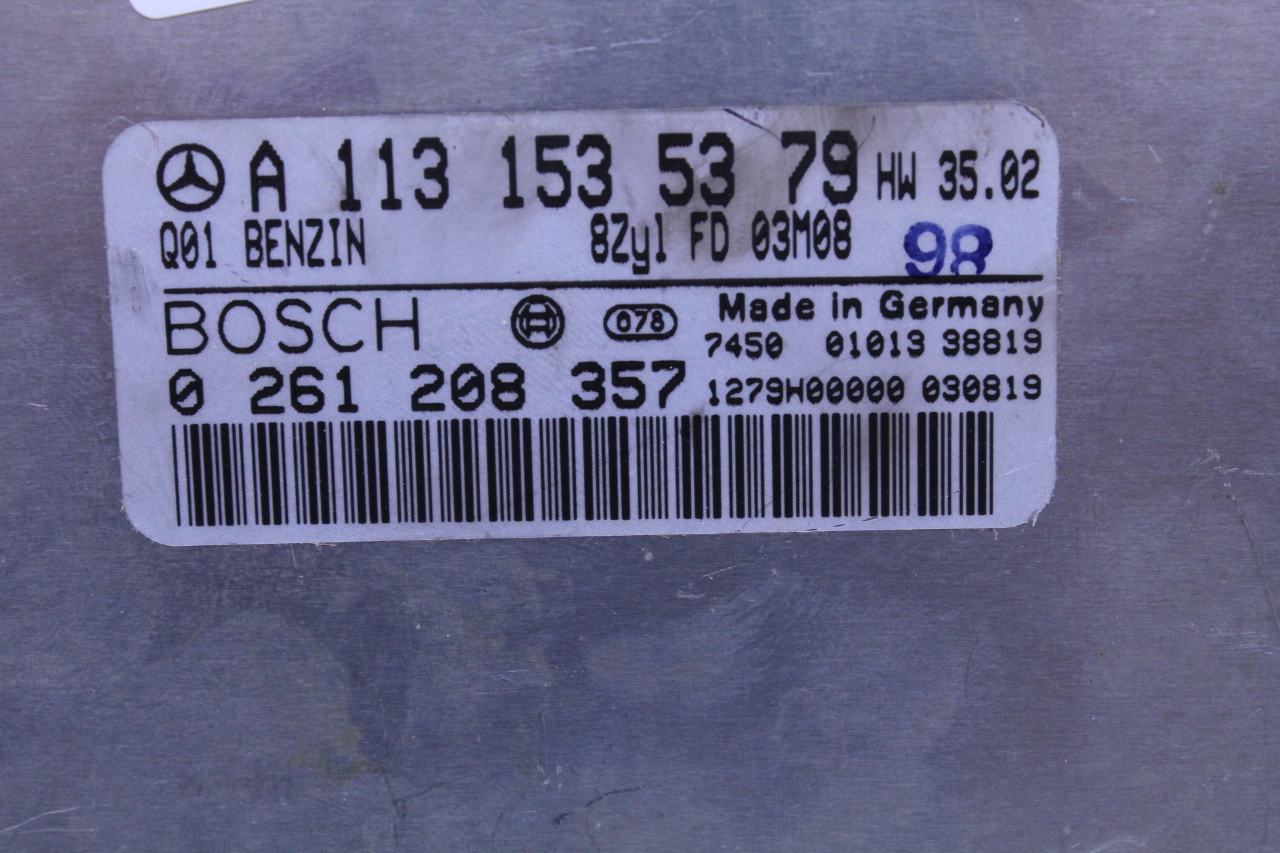 A 113 153 53 79 HW 35.02
Q01 BENZIN 8Zyl FD 03M08 98
BOSCH 078 Made in Germany
7450 01013 38819
0 261 208 357 1279H00000 030819